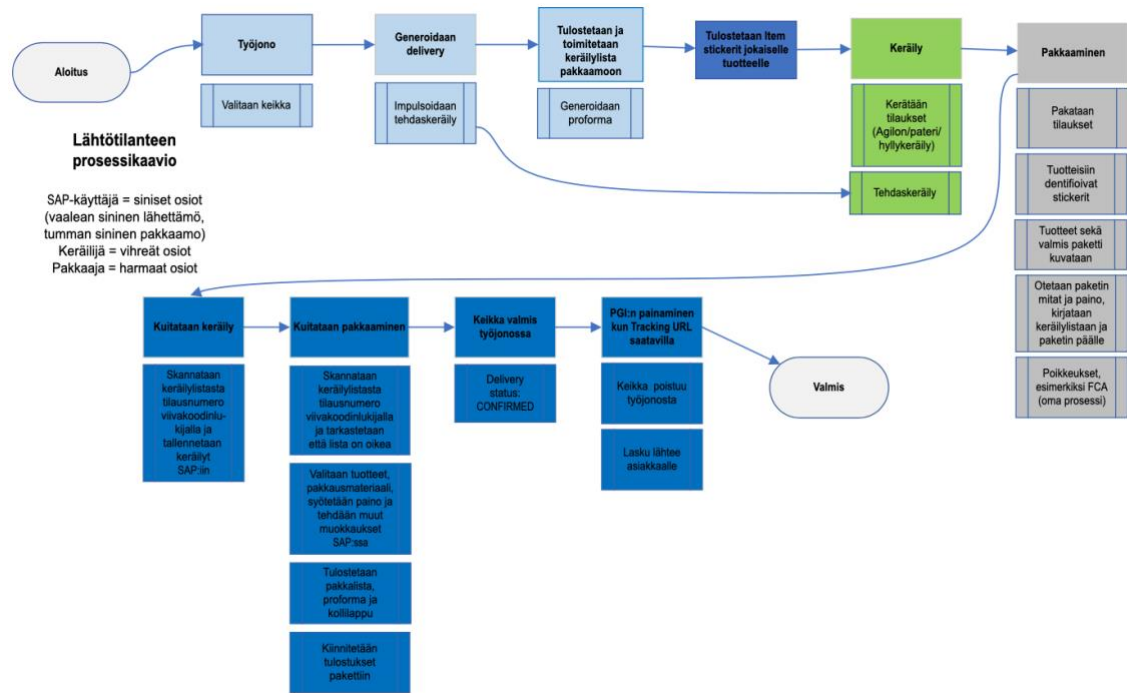 Aloitus
Työjono
Valitaan keikka
Generoidaan
delivery
Impulsoidaan
tehdaskeräily
Tulostetaan ja
toimitetaan
keräilylista
pakkaamoon
Generoidaan
proforma
Tulostetaan Item
stickerit jokaiselle
tuotteelle
Keräily
Kerätään
tilaukset
(Agilon/pateri/
hyllykeräily)
Tehdaskeräily
Pakkaaminen
Pakataan
tilaukset
Tuotteisiin
dentifioivat
stickerit
Tuotteet sekä
valmis paketti
kuvataan
Otetaan paketin
mitat ja paino,
kirjataan
keräilylistaan ja
paketin päälle
Poikkeukset,
esimerkiksi FCA
(oma prosessi)
Lähtötilanteen
prosessikaavio
SAP-käyttäjä = siniset osiot
(vaalean sininen lähettämö,
tumman sininen pakkaamo)
Keräilijä = vihreät osiot
Pakkaaja = harmaat osiot
Kuitataan keräily
Skannataan
keräilylistasta
tilausnumero
viivakoodinlu-
kijalla ja
tallennetaan
keräilyt
SAP:iin
Kuitataan pakkaaminen
Skannataan
keräilylistasta
tilausnumero
viivakoodinlukijalla
ja tarkastetaan
että lista on oikea
Valitaan tuotteet,
pakkausmateriaali,
syötetään paino ja
tehdään muut
muokkaukset
SAP:ssa
Tulostetaan
pakkalista,
proforma ja
kollilappu
Kiinnitetään
tulostukset
pakettiin
Keikka valmis
työjonossa
Delivery
status:
CONFIRMED
PGI:n painaminen
kun Tracking URL
saatavilla
Keikka poistuu
työjonosta
Lasku lähtee
asiakkaalle
Valmis